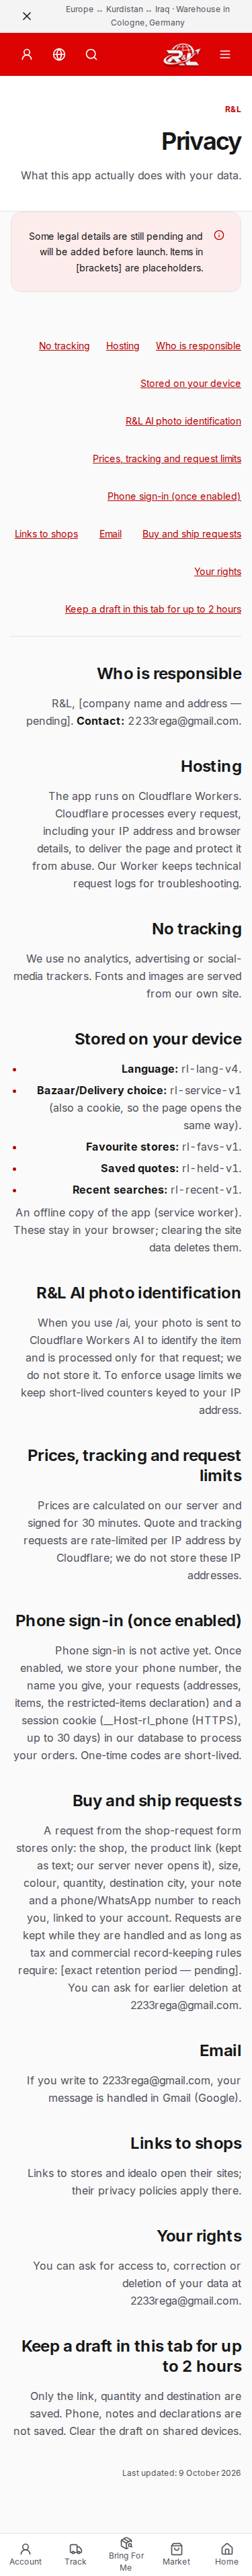 Europe ↔ Kurdistan ↔ Iraq · Warehouse in
Cologne, Germany
R&L
R&L
Privacy
What this app actually does with your data.
Some legal details are still pending and
will be added before launch. Items in
[brackets] are placeholders.
Who is responsible
Hosting
No tracking
Stored on your device
R&L AI photo identification
Prices, tracking and request limits
Phone sign-in (once enabled)
Buy and ship requests
Email
Links to shops
Your rights
Keep a draft in this tab for up to 2 hours
Who is responsible
R&L, [company name and address —
pending]. Contact: 2233rega@gmail.com.
Hosting
The app runs on Cloudflare Workers.
Cloudflare processes every request,
including your IP address and browser
details, to deliver the page and protect it
from abuse. Our Worker keeps technical
request logs for troubleshooting.
No tracking
We use no analytics, advertising or social-
media trackers. Fonts and images are served
from our own site.
Stored on your device
Language: rl-lang-v4.
Bazaar/Delivery choice: rl-service-v1
(also a cookie, so the page opens the
same way).
Favourite stores: rl-favs-v1.
Saved quotes: rl-held-v1.
Recent searches: rl-recent-v1.
An offline copy of the app (service worker).
These stay in your browser; clearing the site
data deletes them.
R&L AI photo identification
When you use /ai, your photo is sent to
Cloudflare Workers AI to identify the item
and is processed only for that request; we
do not store it. To enforce usage limits we
keep short-lived counters keyed to your IP
address.
Prices, tracking and request
limits
Prices are calculated on our server and
signed for 30 minutes. Quote and tracking
requests are rate-limited per IP address by
Cloudflare; we do not store these IP
addresses.
Phone sign-in (once enabled)
Phone sign-in is not active yet. Once
enabled, we store your phone number, the
name you give, your requests (addresses,
items, the restricted-items declaration) and a
session cookie (__Host-rl_phone (HTTPS),
up to 30 days) in our database to process
your orders. One-time codes are short-lived.
Buy and ship requests
A request from the shop-request form
stores only: the shop, the product link (kept
as text; our server never opens it), size,
colour, quantity, destination city, your note
and a phone/WhatsApp number to reach
you, linked to your account. Requests are
kept while they are handled and as long as
tax and commercial record-keeping rules
require: [exact retention period — pending].
You can ask for earlier deletion at
2233rega@gmail.com.
Email
If you write to 2233rega@gmail.com, your
message is handled in Gmail (Google).
Links to shops
Links to stores and idealo open their sites;
their privacy policies apply there.
Your rights
You can ask for access to, correction or
deletion of your data at
2233rega@gmail.com.
Keep a draft in this tab for up
to 2 hours
Only the link, quantity and destination are
saved. Phone, notes and declarations are
not saved. Clear the draft on shared devices.
Last updated: 9 October 2026
Account
Track
Bring For
Me
Market
Home